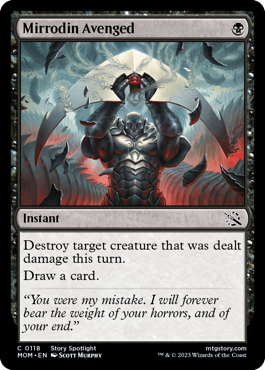 Mirrodin Avenged
Instant
Destroy target creature that was dealt
damage this turn.
Draw a card.
“You were my mistake. I will forever
bear the weight of your horrors, and of
your end.”
C 0118 Story Spotlight mtgstory.com
MOM • EN SCOTT MURPHY ™ & © 2023 Wizards of the Coast